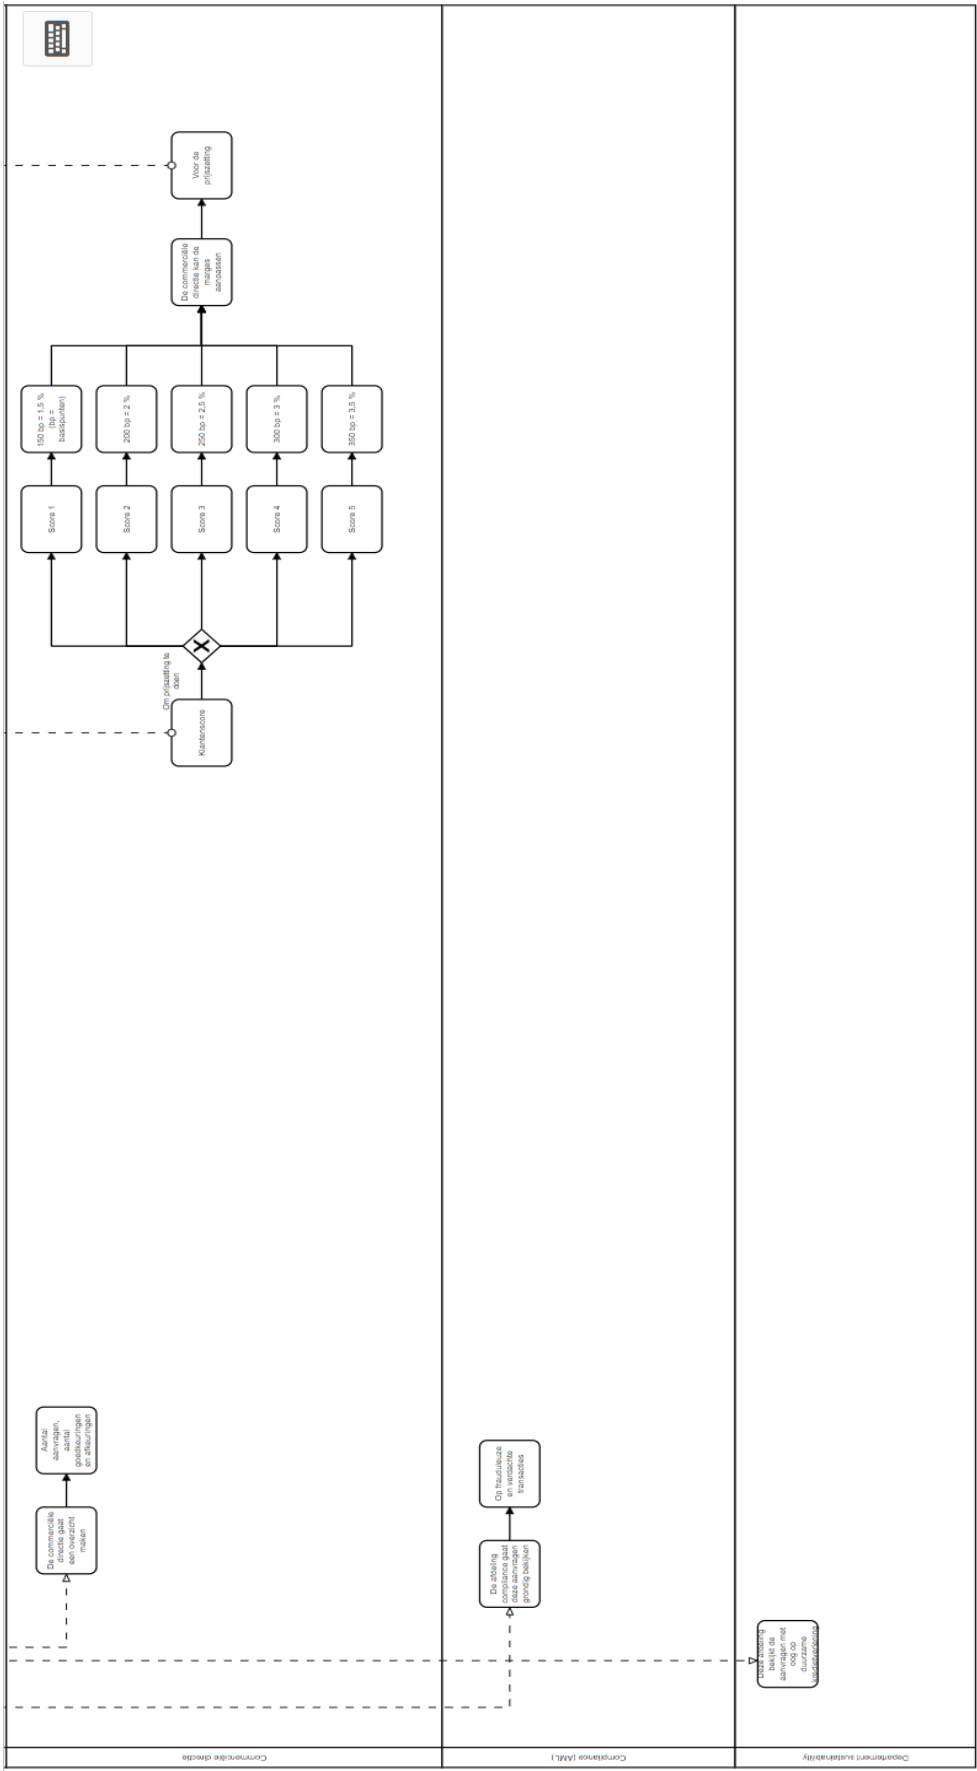 Voor de
prijszetting
De commerciële
directie kan de
marges
aanpassen
150 bp = 1,5 %
(bp =
basispunten)
200 bp = 2 %
250 bp = 2,5 %
300 bp = 3 %
350 bp = 3,5 %
Score 1
Score 2
Score 3
Score 4
Score 5
Om prijszetting te
doen
Klantenscore
Aantal
aanvragen,
aantal
goedkeuringen
en afkeuringen
De commerciële
directie gaat
een overzicht
maken
Op frauduleuze
en verdachte
transacties
De afdeling
compliance gaat
deze aanvragen
grondig bekijken
Deze afdeling
bekijkt de
aanvragen met
oog op
duurzame
kredietverlening
Commerciële directie
Compliance (AML)
Departement sustainability